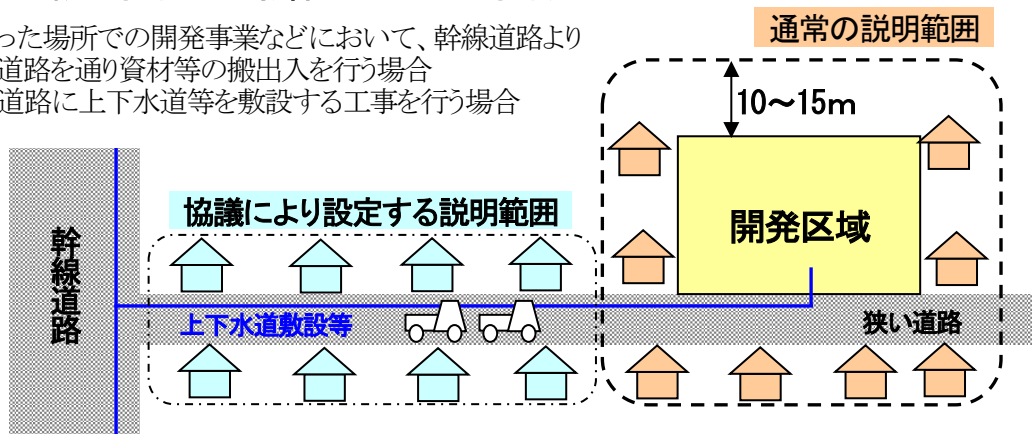 通常の説明範囲
った場所での開発事業などにおいて、幹線道路より
道路を通り資材等の搬出入を行う場合
道路に上下水道等を敷設する工事を行う場合
10～15m
協議により設定する説明範囲
開発区域
幹線道路
上下水道敷設等
狭い道路